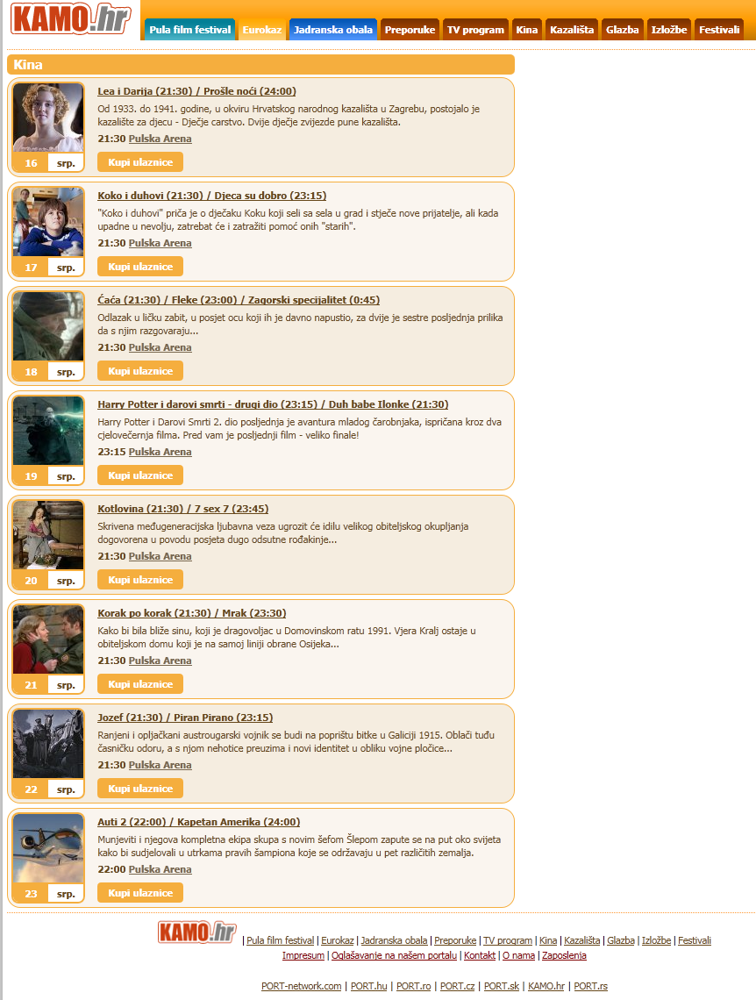 KAMO.hr
Pula film festival Eurokaz Jadranska obala Preporuke TV program Kina Kazališta Glazba Izložbe Festivali
Kina
Lea i Darija (21:30) / Prošle noći (24:00)
Od 1933. do 1941. godine, u okviru Hrvatskog narodnog kazališta u Zagrebu, postojalo je
kazalište za djecu - Dječje carstvo. Dvije dječje zvijezde pune kazališta.
21:30 Pulska Arena
16 srp.
Kupi ulaznice
Koko i duhovi (21:30) / Djeca su dobro (23:15)
"Koko i duhovi" priča je o dječaku Koku koji seli sa sela u grad i stječe nove prijatelje, ali kada
upadne u nevolju, zatrebat će i zatražiti pomoć onih "starih".
21:30 Pulska Arena
17 srp.
Kupi ulaznice
Ćaća (21:30) / Fleke (23:00) / Zagorski specijalitet (0:45)
Odlazak u ličku zabit, u posjet ocu koji ih je davno napustio, za dvije je sestre posljednja prilika
da s njim razgovaraju...
21:30 Pulska Arena
18 srp.
Kupi ulaznice
Harry Potter i darovi smrti - drugi dio (23:15) / Duh babe Ilonke (21:30)
Harry Potter i Darovi Smrti 2. dio posljednja je avantura mladog čarobnjaka, ispričana kroz dva
cjelovečernja filma. Pred vam je posljednji film - veliko finale!
23:15 Pulska Arena
19 srp.
Kupi ulaznice
Kotlovina (21:30) / 7 sex 7 (23:45)
Skrivena međugeneracijska ljubavna veza ugrozit će idilu velikog obiteljskog okupljanja
dogovorena u povodu posjeta dugo odsutne rođakinje...
21:30 Pulska Arena
20 srp.
Kupi ulaznice
Korak po korak (21:30) / Mrak (23:30)
Kako bi bila bliže sinu, koji je dragovoljac u Domovinskom ratu 1991. Vjera Kralj ostaje u
obiteljskom domu koji je na samoj liniji obrane Osijeka...
21:30 Pulska Arena
21 srp.
Kupi ulaznice
Jozef (21:30) / Piran Pirano (23:15)
Ranjeni i opljačkani austrougarski vojnik se budi na poprištu bitke u Galiciji 1915. Oblači tuđu
časničku odoru, a s njom nehotice preuzima i novi identitet u obliku vojne pločice...
21:30 Pulska Arena
22 srp.
Kupi ulaznice
Auti 2 (22:00) / Kapetan Amerika (24:00)
Munjeviti i njegova kompletna ekipa skupa s novim šefom Šlepom zapute se na put oko svijeta
kako bi sudjelovali u utrkama pravih šampiona koje se održavaju u pet različitih zemalja.
22:00 Pulska Arena
23 srp.
Kupi ulaznice
KAMO.hr | Pula film festival | Eurokaz | Jadranska obala | Preporuke | TV program | Kina | Kazališta | Glazba | Izložbe | Festivali
Impresum | Oglašavanje na našem portalu | Kontakt | O nama | Zaposlenja
PORT-network.com | PORT.hu | PORT.ro | PORT.cz | PORT.sk | KAMO.hr | PORT.rs